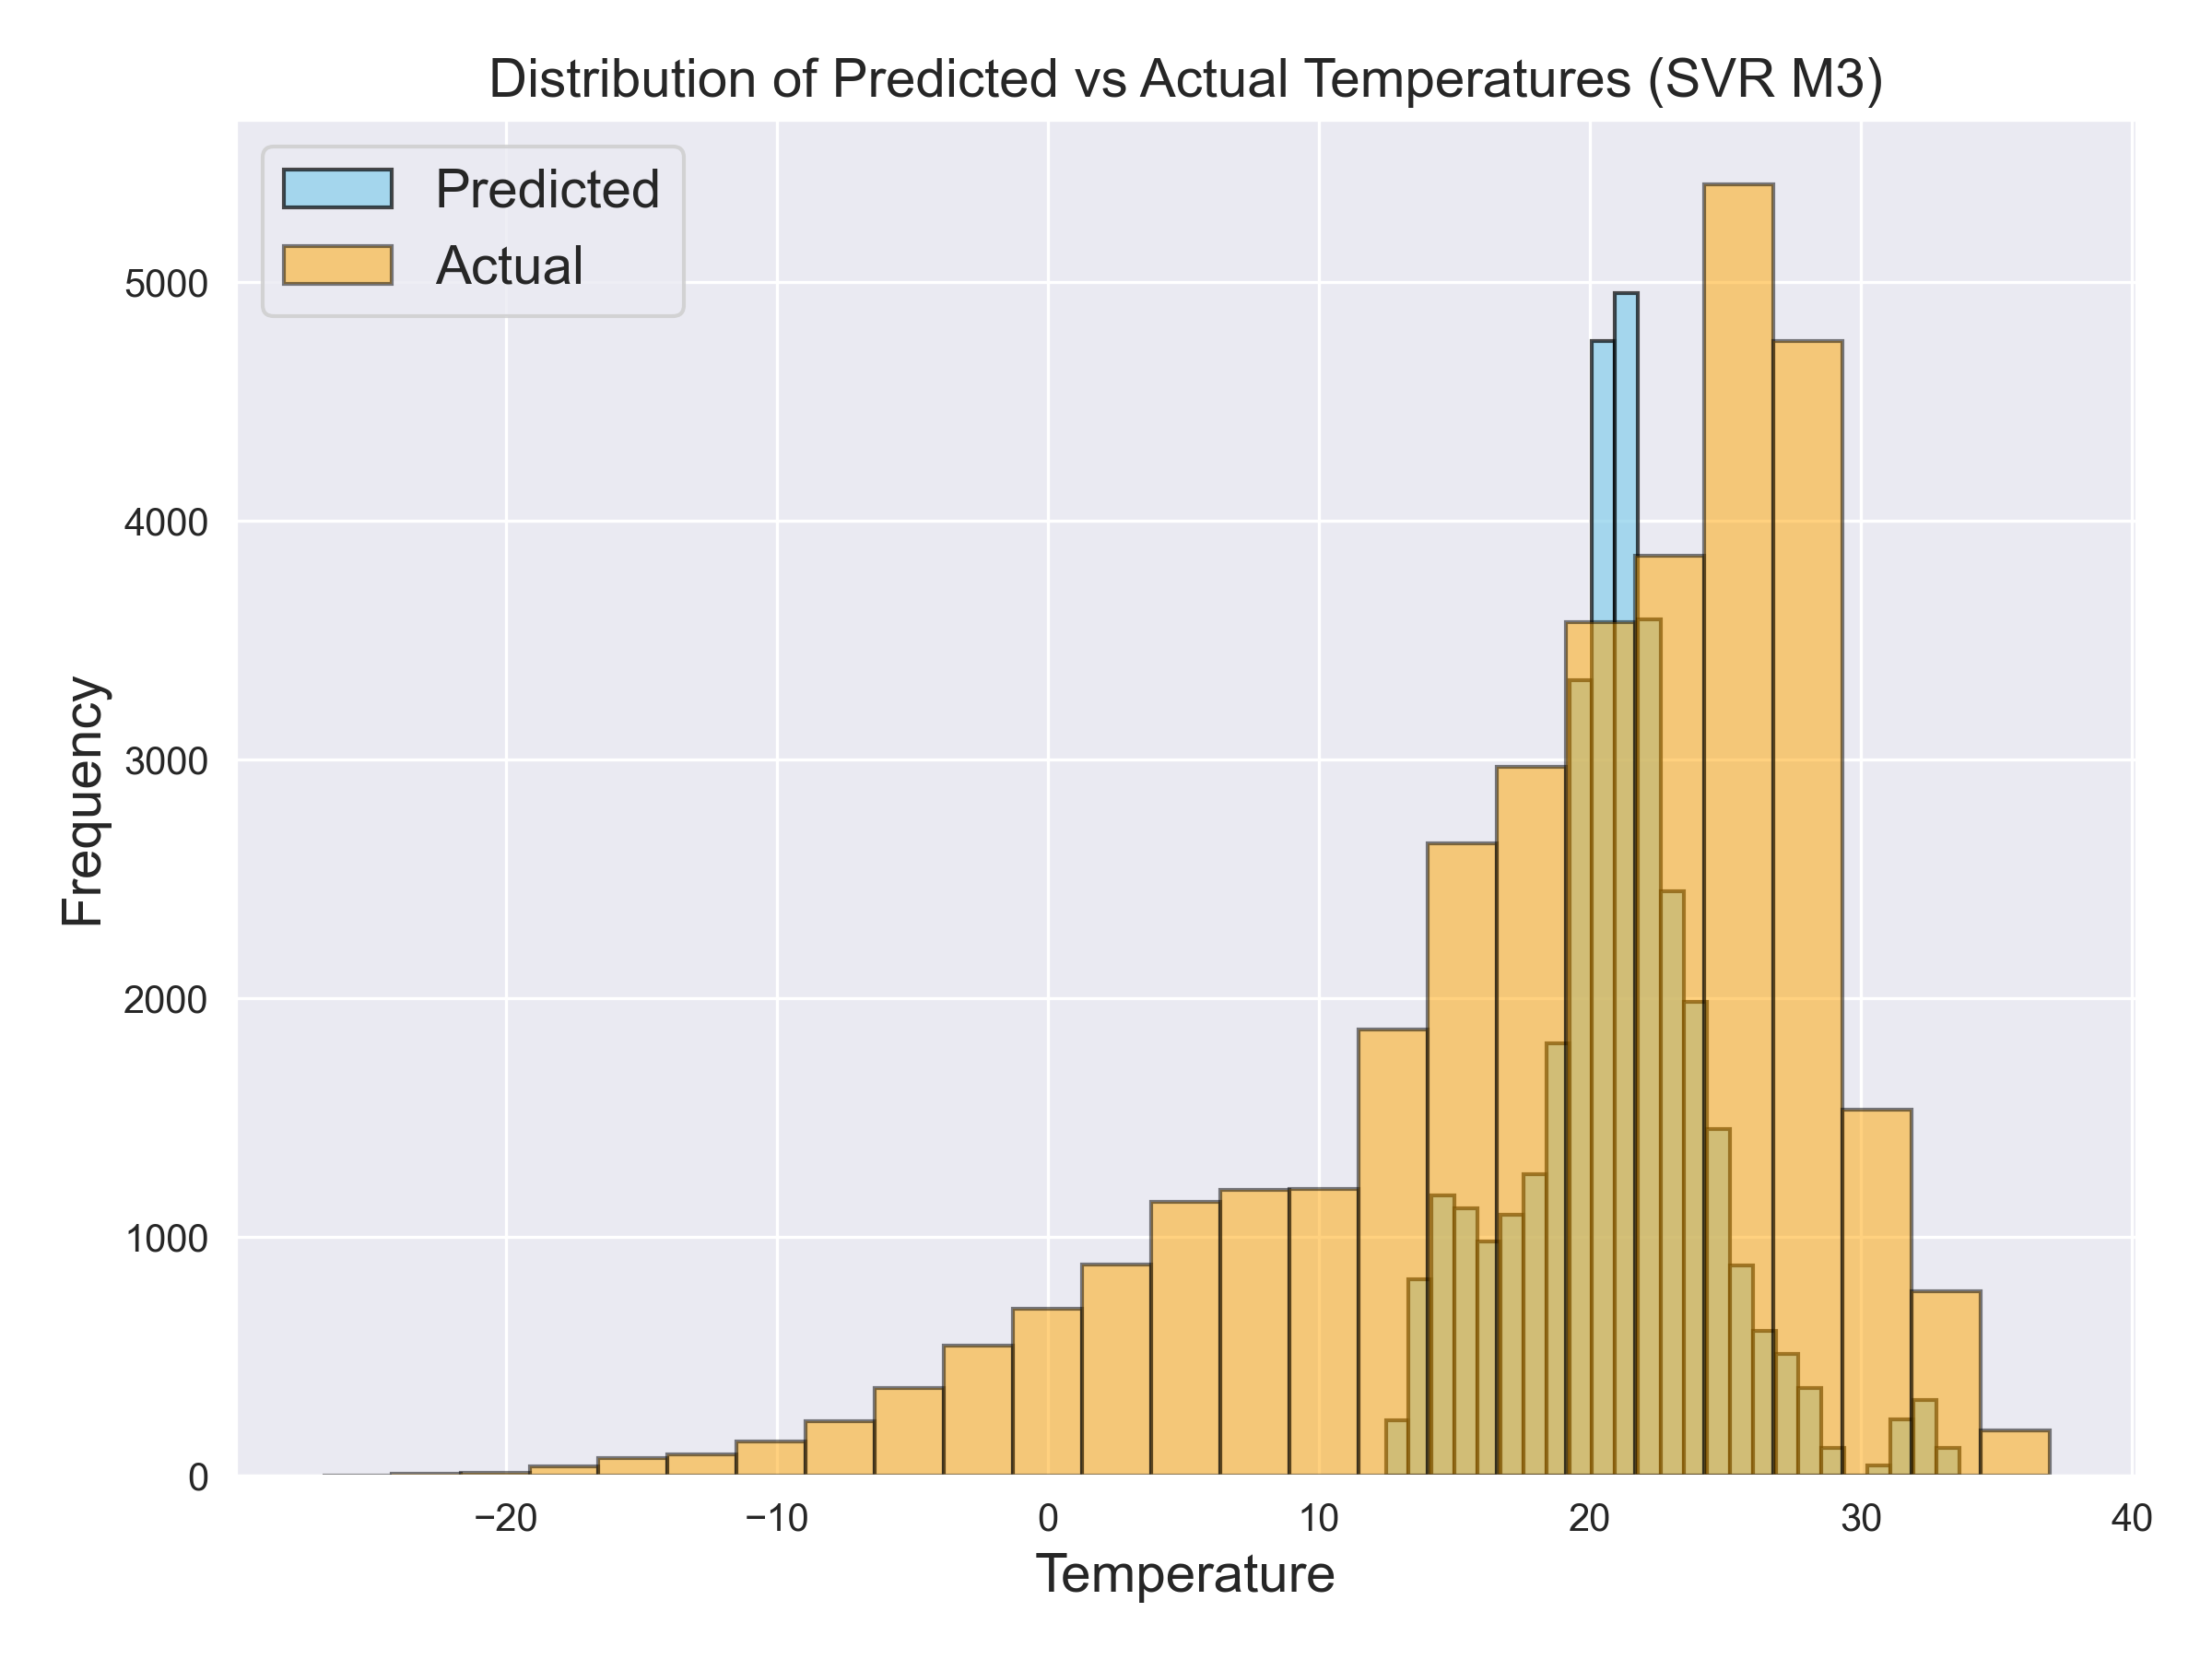 Distribution of Predicted vs Actual Temperatures (SVR M3)
Predicted
Actual
Frequency
5000
4000
3000
2000
1000
0
−20 −10 0 10 20 30 40
Temperature